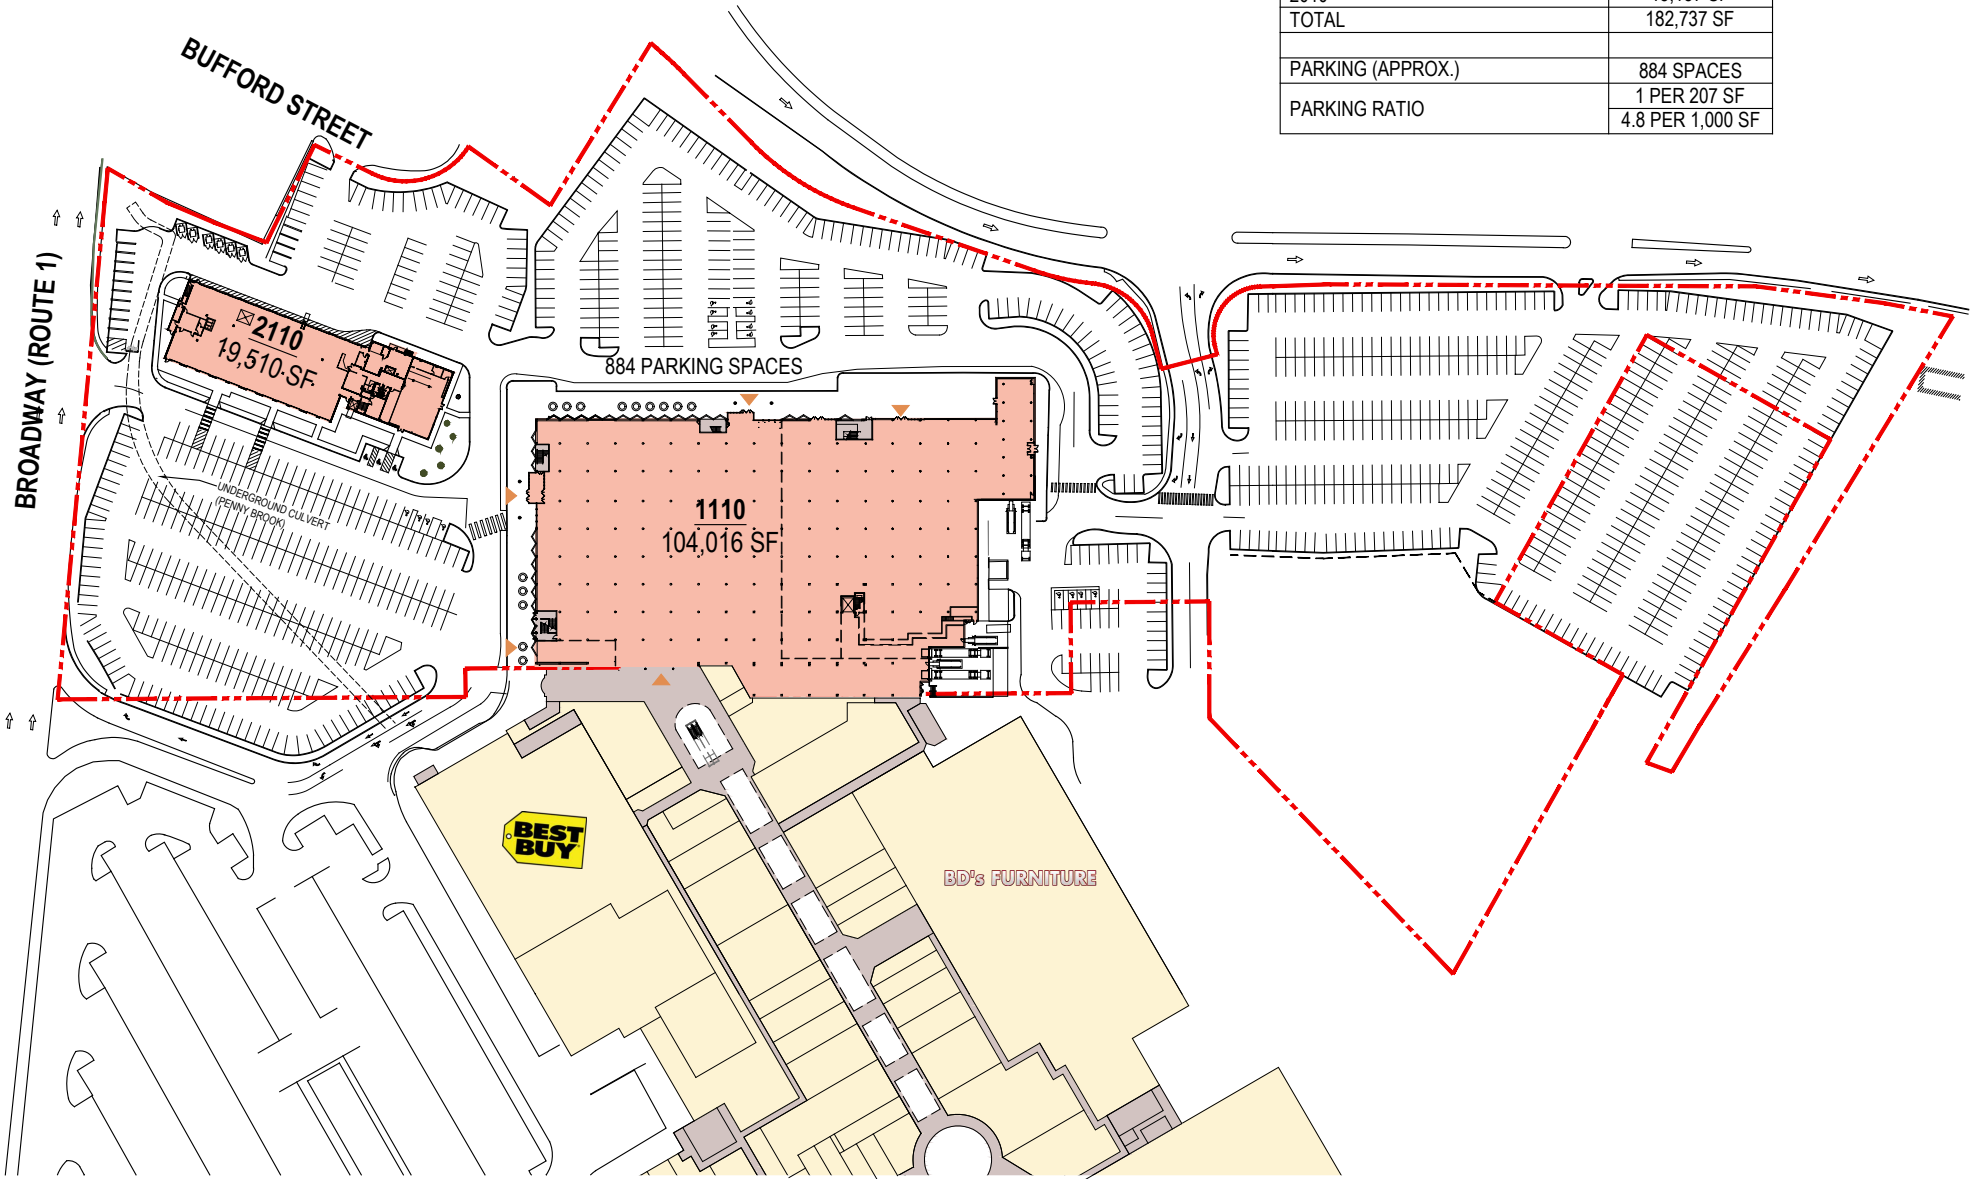 TOTAL 182,737 SF
PARKING (APPROX.) 884 SPACES
PARKING RATIO 1 PER 207 SF
4.8 PER 1,000 SF
BUFFORD STREET
BROADWAY (ROUTE 1)
2110
19,510 SF
884 PARKING SPACES
1110
104,016 SF
UNDERGROUND CULVERT
(PENNY BROOK)
BEST
BUY
BD's FURNITURE